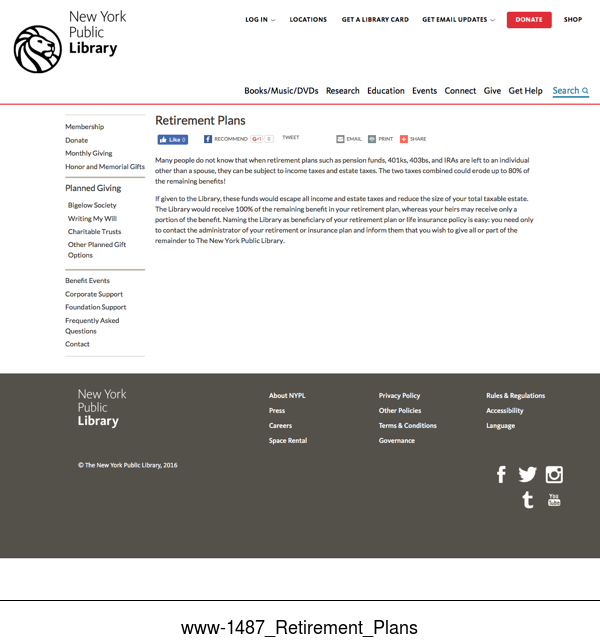 New York
Public
Library
LOG IN
LOCATIONS
GET A LIBRARY CARD
GET EMAIL UPDATES
DONATE
SHOP
Books/Music/DVDs
Research
Education
Events
Connect
Give
Get Help
Search
Membership
Donate
Monthly Giving
Honor and Memorial Gifts
Planned Giving
Bigelow Society
Writing My Will
Charitable Trusts
Other Planned Gift
Options
Benefit Events
Corporate Support
Foundation Support
Frequently Asked
Questions
Contact
Retirement Plans
Like 0
RECOMMEND
G+1 0
TWEET
EMAIL
PRINT
SHARE
Many people do not know that when retirement plans such as pension funds, 401ks, 403bs, and IRAs are left to an individual
other than a spouse, they can be subject to income taxes and estate taxes. The two taxes combined could erode up to 80% of
the remaining benefits!
If given to the Library, these funds would escape all income and estate taxes and reduce the size of your total taxable estate.
The Library would receive 100% of the remaining benefit in your retirement plan, whereas your heirs may receive only a
portion of the benefit. Naming the Library as beneficiary of your retirement plan or life insurance policy is easy: you need only
to contact the administrator of your retirement or insurance plan and inform them that you wish to give all or part of the
remainder to The New York Public Library.
New York
Public
Library
About NYPL
Press
Careers
Space Rental
Privacy Policy
Other Policies
Terms & Conditions
Governance
Rules & Regulations
Accessibility
Language
© The New York Public Library, 2016
You
Tube
www-1487_Retirement_Plans